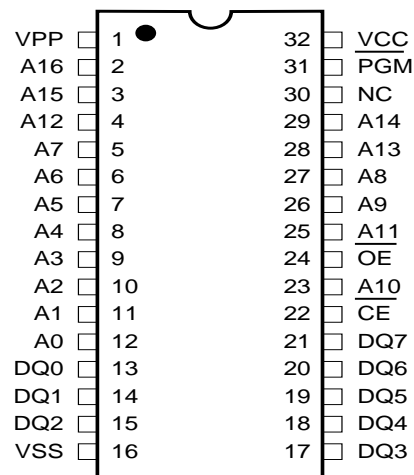 VPP 1 32 VCC
A16 2 31 PGM
A15 3 30 NC
A12 4 29 A14
A7 5 28 A13
A6 6 27 A8
A5 7 26 A9
A4 8 25 A11
A3 9 24 OE
A2 10 23 A10
A1 11 22 CE
A0 12 21 DQ7
DQ0 13 20 DQ6
DQ1 14 19 DQ5
DQ2 15 18 DQ4
VSS 16 17 DQ3